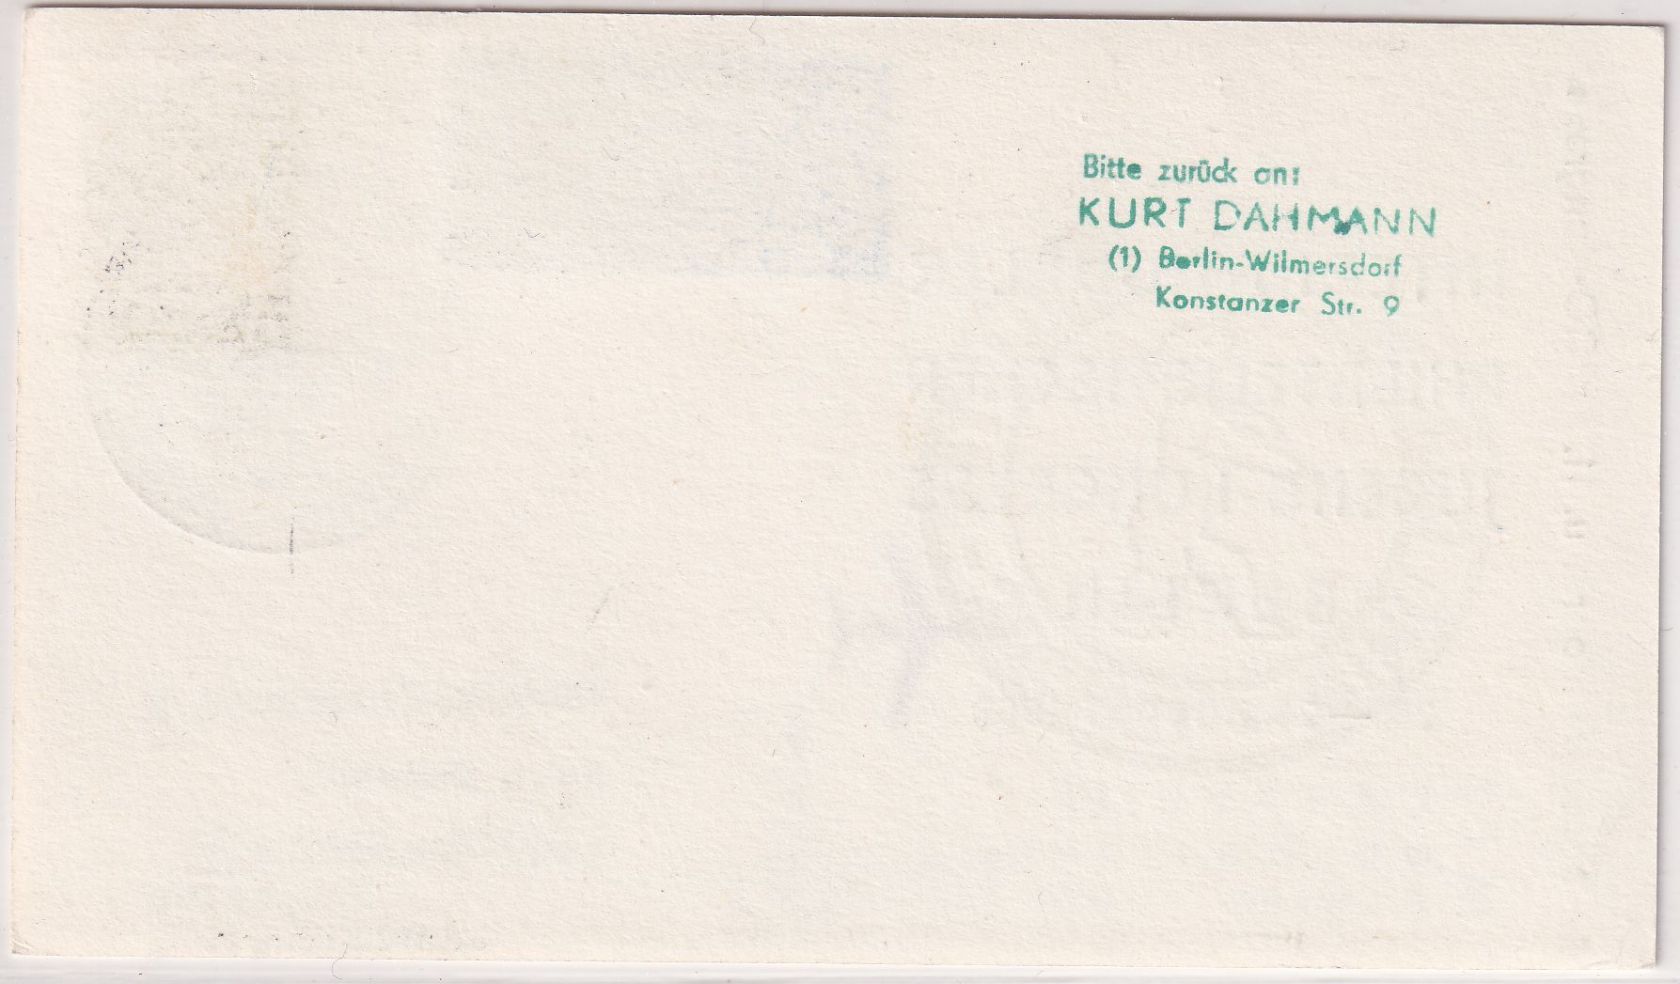 Bitte zurück an:
KURT DAHMANN
(1) Berlin-Wilmersdorf
Konstanzer Str. 9